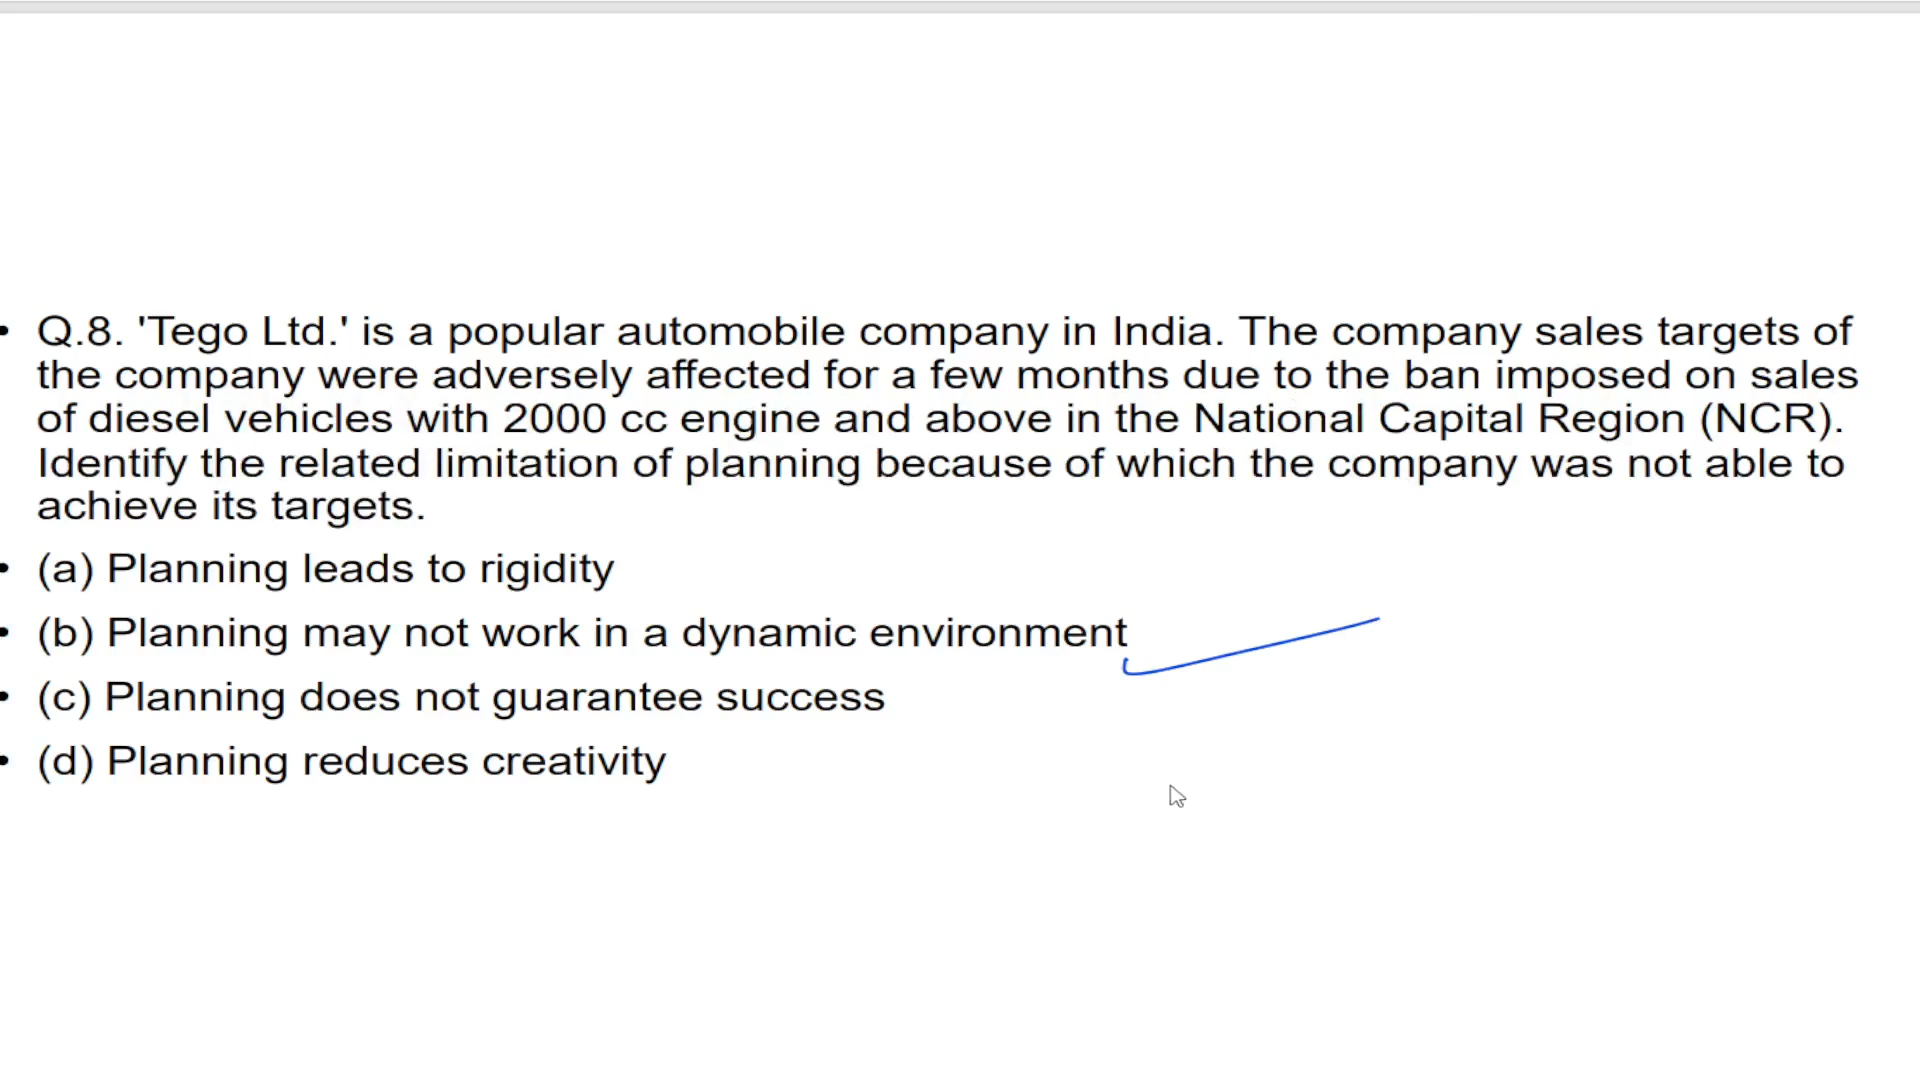 • Q.8. 'Tego Ltd.' is a popular automobile company in India. The company sales targets of
the company were adversely affected for a few months due to the ban imposed on sales
of diesel vehicles with 2000 cc engine and above in the National Capital Region (NCR).
Identify the related limitation of planning because of which the company was not able to
achieve its targets.
• (a) Planning leads to rigidity
• (b) Planning may not work in a dynamic environment
• (c) Planning does not guarantee success
• (d) Planning reduces creativity